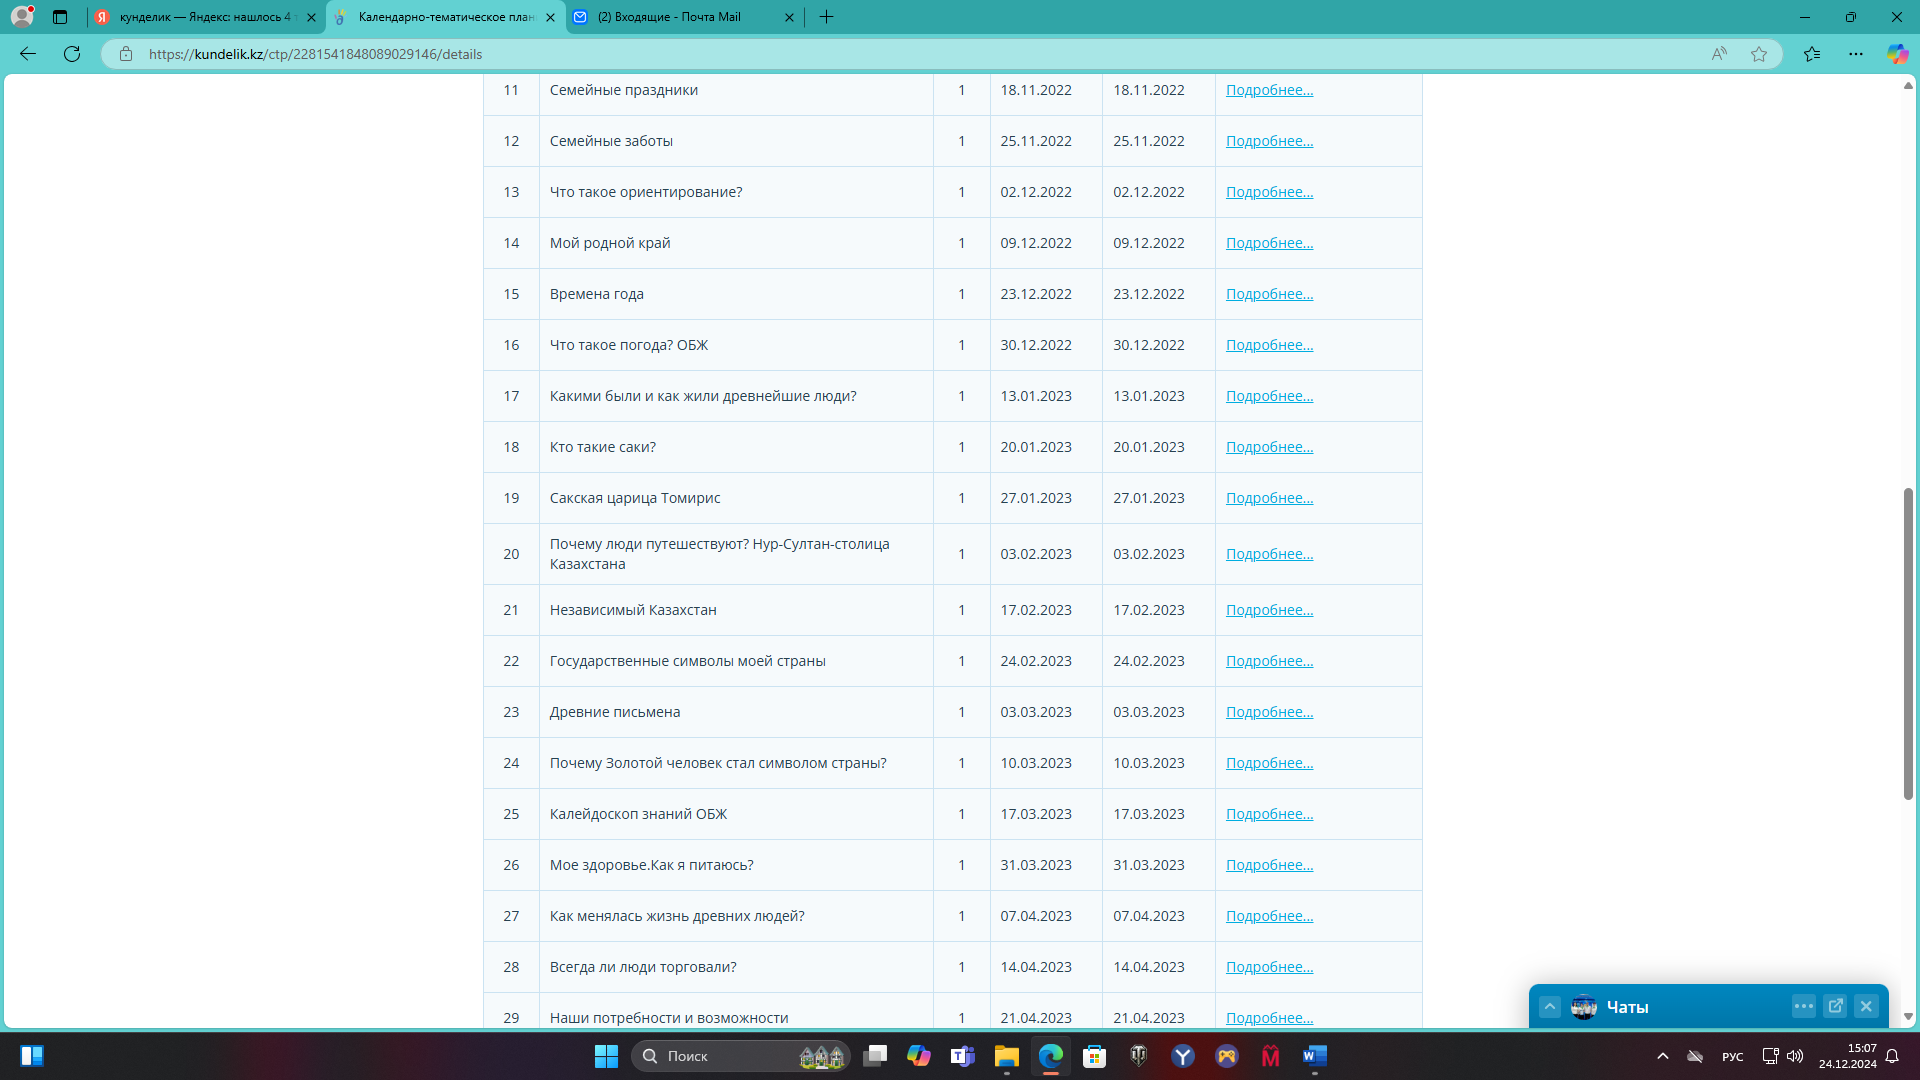 кунделик — Яндекс: нашлось 4 т
Календарно-тематическое план
(2) Входящие - Почта Mail
https://kundelik.kz/ctp/2281541848089029146/details
11 Семейные праздники 1 18.11.2022 18.11.2022 Подробнее...
12 Семейные заботы 1 25.11.2022 25.11.2022 Подробнее...
13 Что такое ориентирование? 1 02.12.2022 02.12.2022 Подробнее...
14 Мой родной край 1 09.12.2022 09.12.2022 Подробнее...
15 Времена года 1 23.12.2022 23.12.2022 Подробнее...
16 Что такое погода? ОБЖ 1 30.12.2022 30.12.2022 Подробнее...
17 Какими были и как жили древнейшие люди? 1 13.01.2023 13.01.2023 Подробнее...
18 Кто такие саки? 1 20.01.2023 20.01.2023 Подробнее...
19 Сакская царица Томирис 1 27.01.2023 27.01.2023 Подробнее...
20 Почему люди путешествуют? Нур-Султан-столица
Казахстана 1 03.02.2023 03.02.2023 Подробнее...
21 Независимый Казахстан 1 17.02.2023 17.02.2023 Подробнее...
22 Государственные символы моей страны 1 24.02.2023 24.02.2023 Подробнее...
23 Древние письмена 1 03.03.2023 03.03.2023 Подробнее...
24 Почему Золотой человек стал символом страны? 1 10.03.2023 10.03.2023 Подробнее...
25 Калейдоскоп знаний ОБЖ 1 17.03.2023 17.03.2023 Подробнее...
26 Мое здоровье.Как я питаюсь? 1 31.03.2023 31.03.2023 Подробнее...
27 Как менялась жизнь древних людей? 1 07.04.2023 07.04.2023 Подробнее...
28 Всегда ли люди торговали? 1 14.04.2023 14.04.2023 Подробнее...
29 Наши потребности и возможности 1 21.04.2023 21.04.2023 Подробнее...
Чаты
Поиск
РУС
15:07
24.12.2024